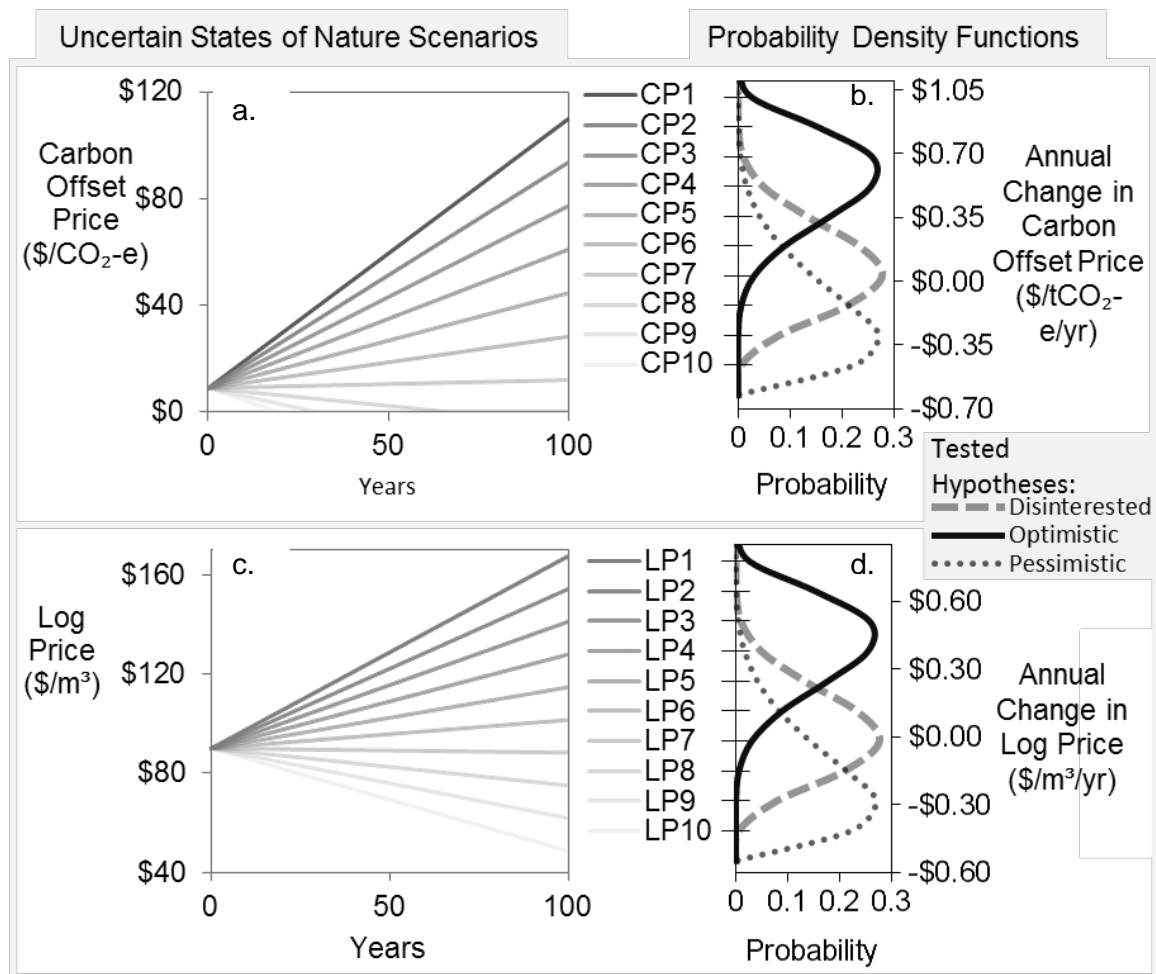 Uncertain States of Nature Scenarios
Probability Density Functions
a.
Carbon
Offset
Price
($/CO₂-e)
$120
$80
$40
$0
0
50
100
Years
CP1
CP2
CP3
CP4
CP5
CP6
CP7
CP8
CP9
CP10
b.
$1.05
$0.70
$0.35
$0.00
-$0.35
-$0.70
Annual
Change in
Carbon
Offset Price
($/tCO₂-
e/yr)
0
0.1
0.2
0.3
Probability
Tested
Hypotheses:
Disinterested
Optimistic
Pessimistic
c.
Log
Price
($/m³)
$160
$120
$80
$40
0
50
100
Years
LP1
LP2
LP3
LP4
LP5
LP6
LP7
LP8
LP9
LP10
d.
$0.60
$0.30
$0.00
-$0.30
-$0.60
Annual
Change in
Log Price
($/m³/yr)
0
0.1
0.2
0.3
Probability